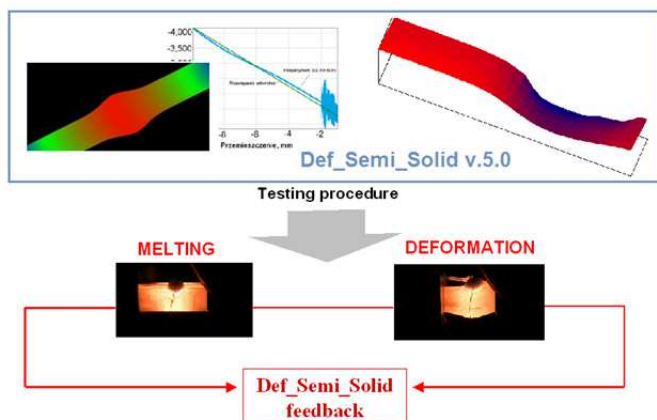 -4,000
-3,500
-8
-6
-4
-2
Przemieszczenie, mm
Def_Semi_Solid v.5.0
Testing procedure
MELTING
DEFORMATION
Def_Semi_Solid
feedback